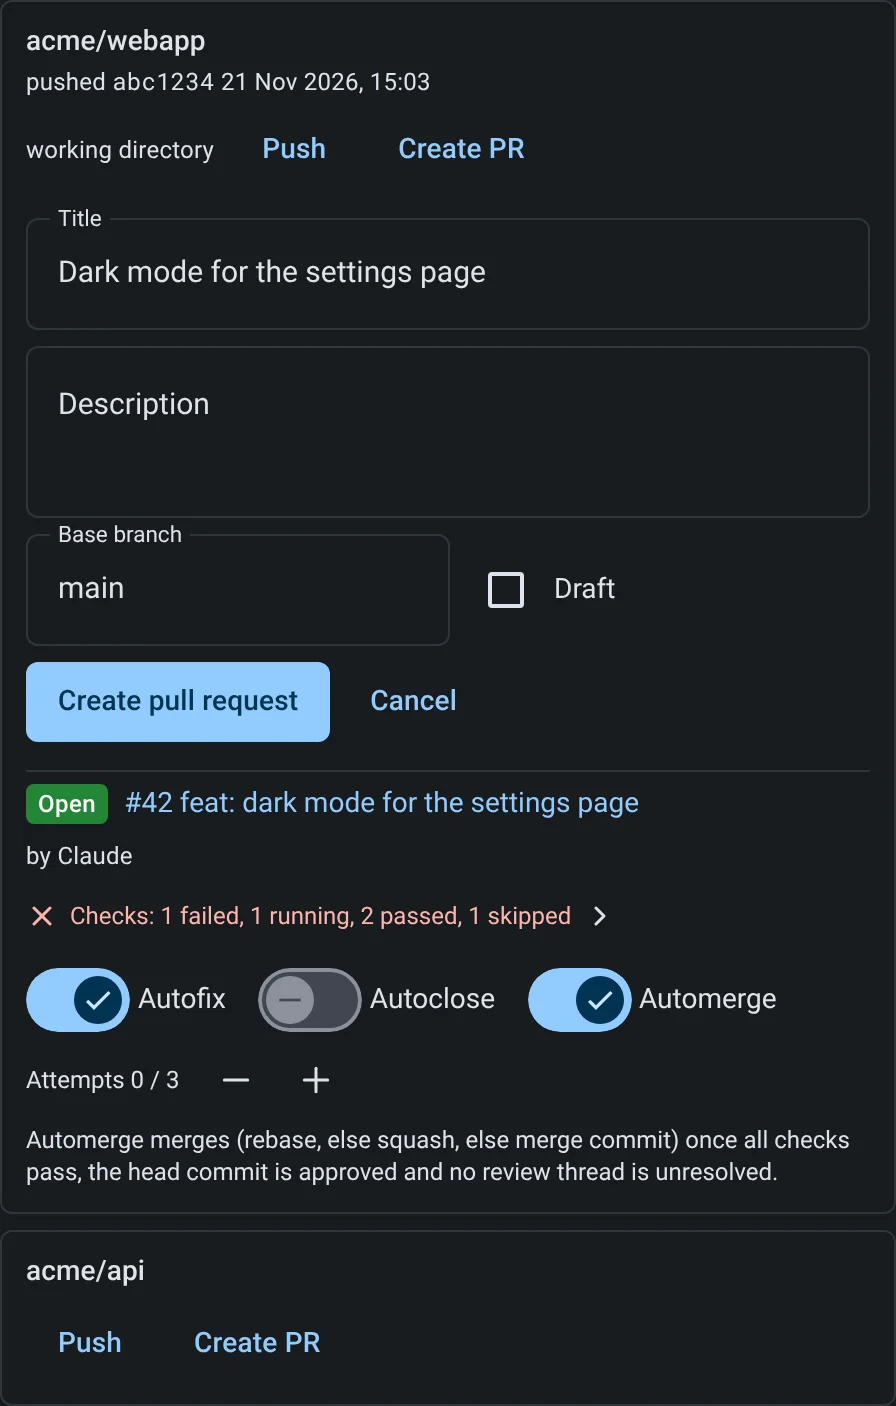 acme/webapp
pushed abc1234 21 Nov 2026, 15:03
working directory Push Create PR
Title
Dark mode for the settings page
Description
Base branch
main
Draft
Create pull request Cancel
Open #42 feat: dark mode for the settings page
by Claude
Checks: 1 failed, 1 running, 2 passed, 1 skipped
Autofix Autoclose Automerge
Attempts 0 / 3
Automerge merges (rebase, else squash, else merge commit) once all checks
pass, the head commit is approved and no review thread is unresolved.
acme/api
Push Create PR